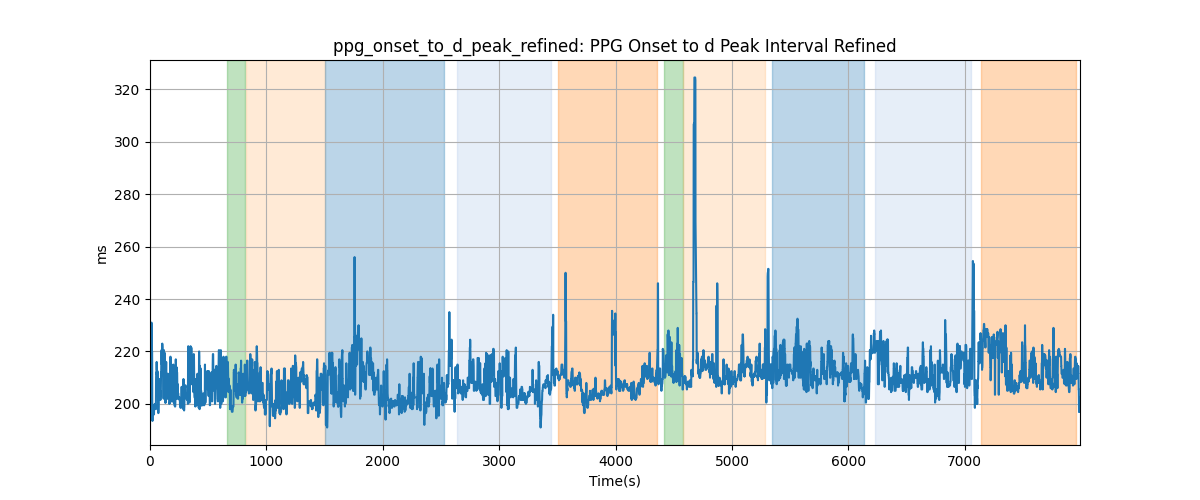 ppg_onset_to_d_peak_refined: PPG Onset to d Peak Interval Refined
ms
320
300
280
260
240
220
200
0 1000 2000 3000 4000 5000 6000 7000
Time(s)